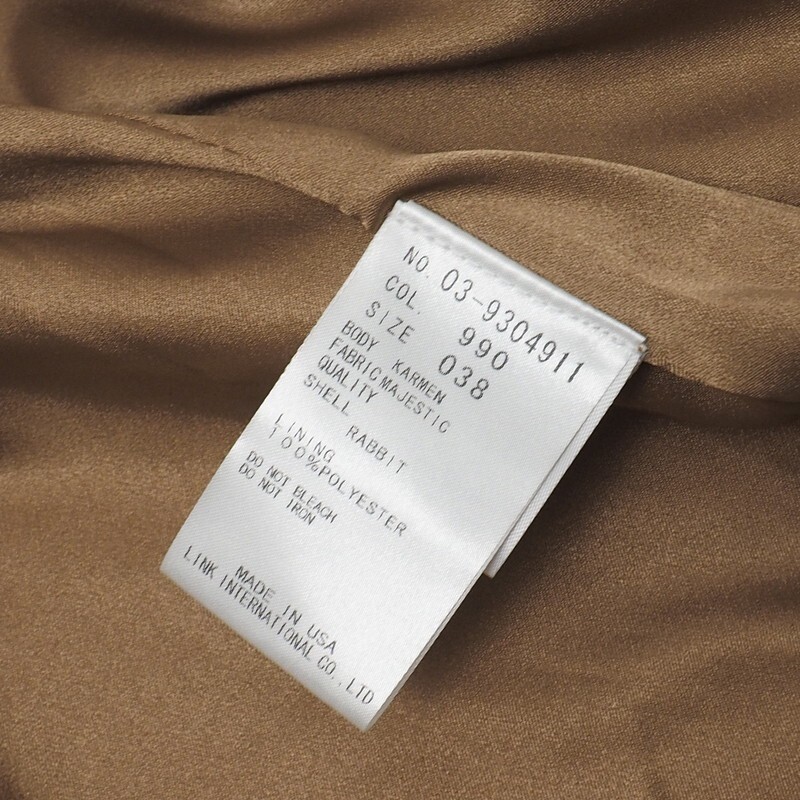 NO. 03-9304911
COL. 990
SIZE 038
BODY KARMEN
FABRIC MAJESTIC
QUALITY
SHELL
RABBIT
LINING
100%POLYESTER
DO NOT BLEACH
DO NOT IRON
MADE IN USA
LINK INTERNATIONAL CO.,LTD